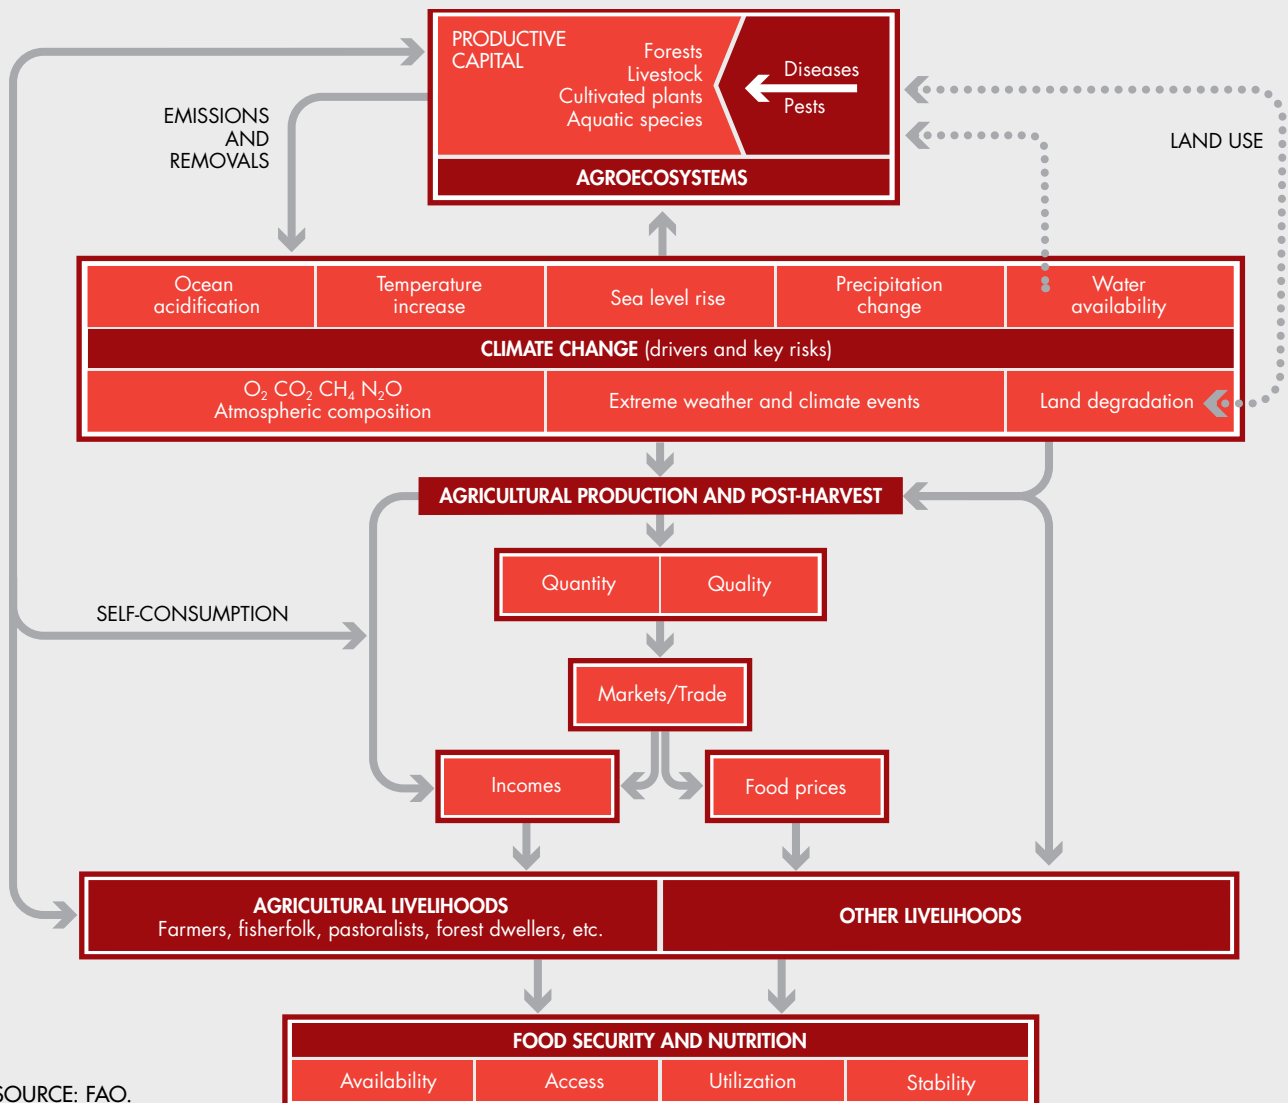 PRODUCTIVE
CAPITAL
Forests
Livestock
Cultivated plants
Aquatic species
Diseases
Pests
AGROECOSYSTEMS
EMISSIONS
AND
REMOVALS
LAND USE
Ocean
acidification
Temperature
increase
Sea level rise
Precipitation
change
Water
availability
CLIMATE CHANGE (drivers and key risks)
O₂ CO₂ CH₄ N₂O
Atmospheric composition
Extreme weather and climate events
Land degradation
AGRICULTURAL PRODUCTION AND POST-HARVEST
Quantity
Quality
SELF-CONSUMPTION
Markets/Trade
Incomes
Food prices
AGRICULTURAL LIVELIHOODS
Farmers, fisherfolk, pastoralists, forest dwellers, etc.
OTHER LIVELIHOODS
FOOD SECURITY AND NUTRITION
Availability
Access
Utilization
Stability
SOURCE: FAO.